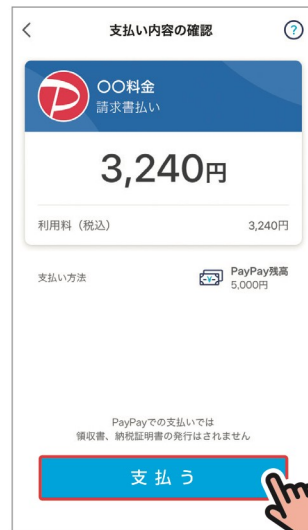 支払い内容の確認
?
〇〇料金
請求書払い
3,240円
利用料（税込） 3,240円
支払い方法 PayPay残高
5,000円
PayPayでの支払いでは
領収書、納税証明書の発行はされません
支払う